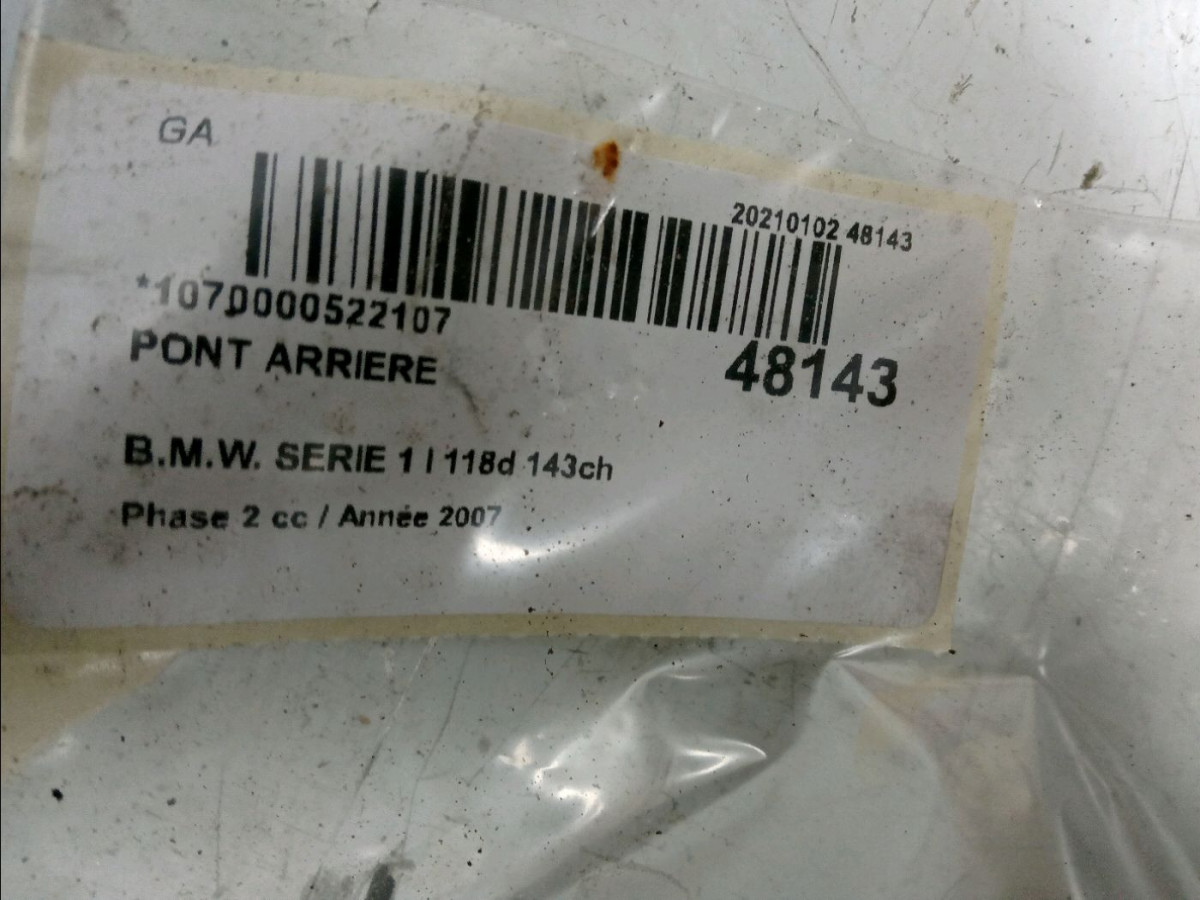 GA
20210102 48143
*1070000522107
48143
PONT ARRIERE
B.M.W. SERIE 1 I 118d 143ch
Phase 2 cc / Année 2007